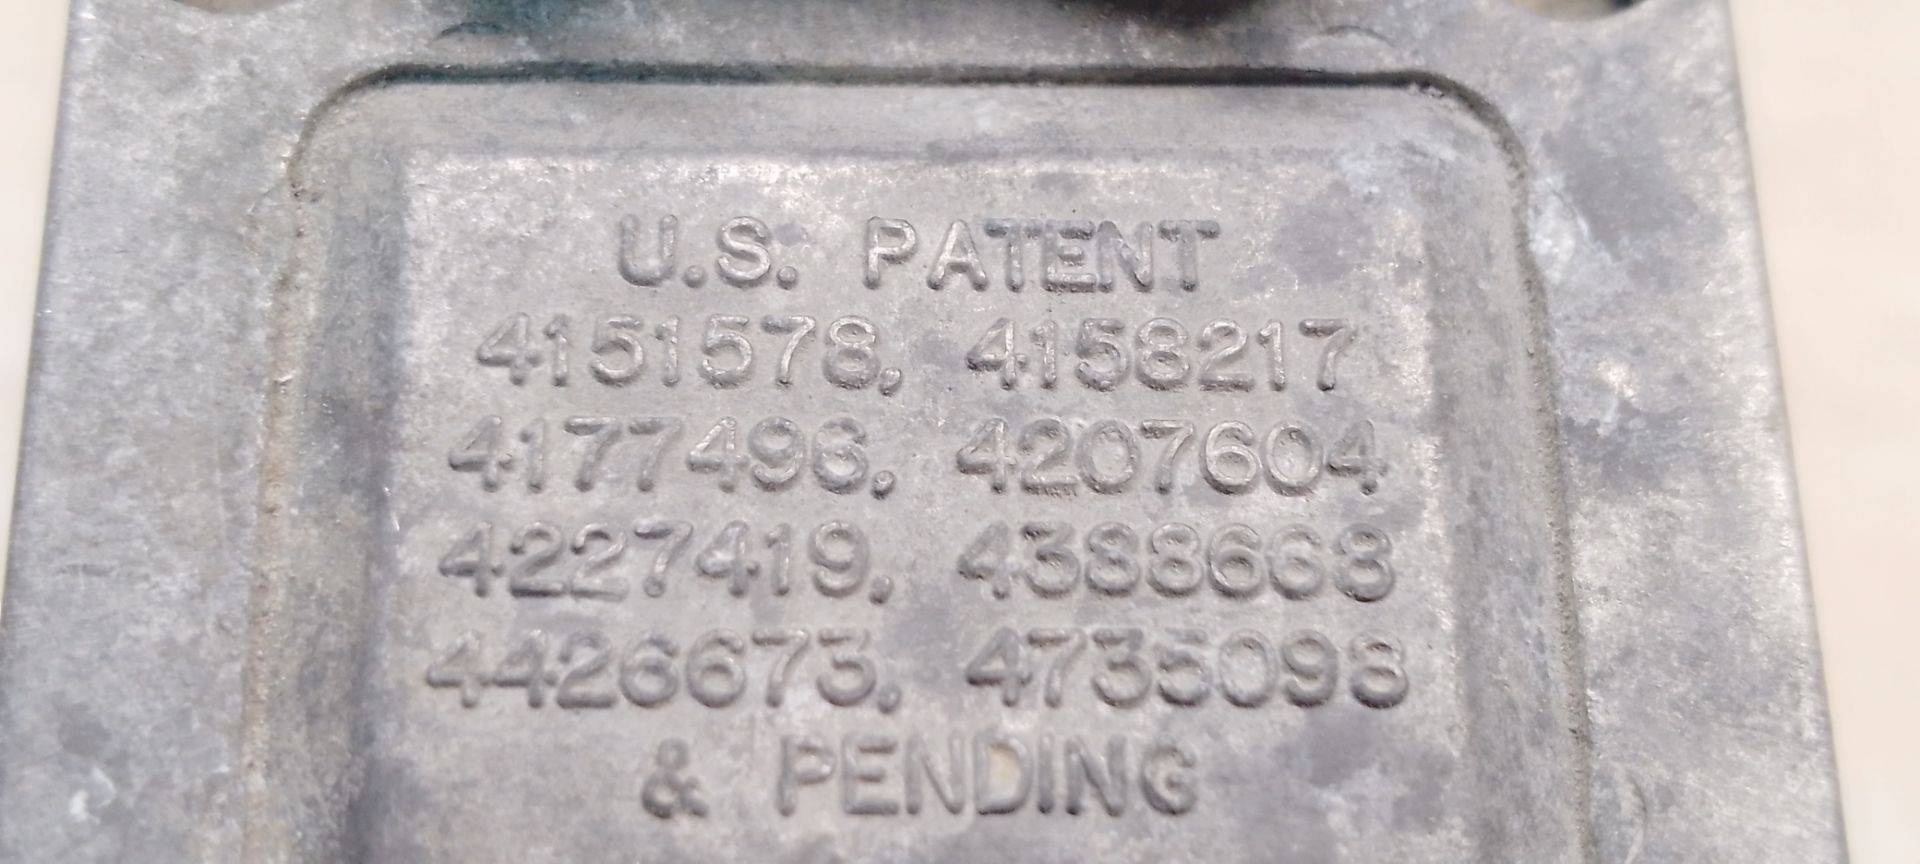 U.S. PATENT
4151578, 4158217
4177496, 4207604
4227419, 4388668
4426673, 4735098
& PENDING